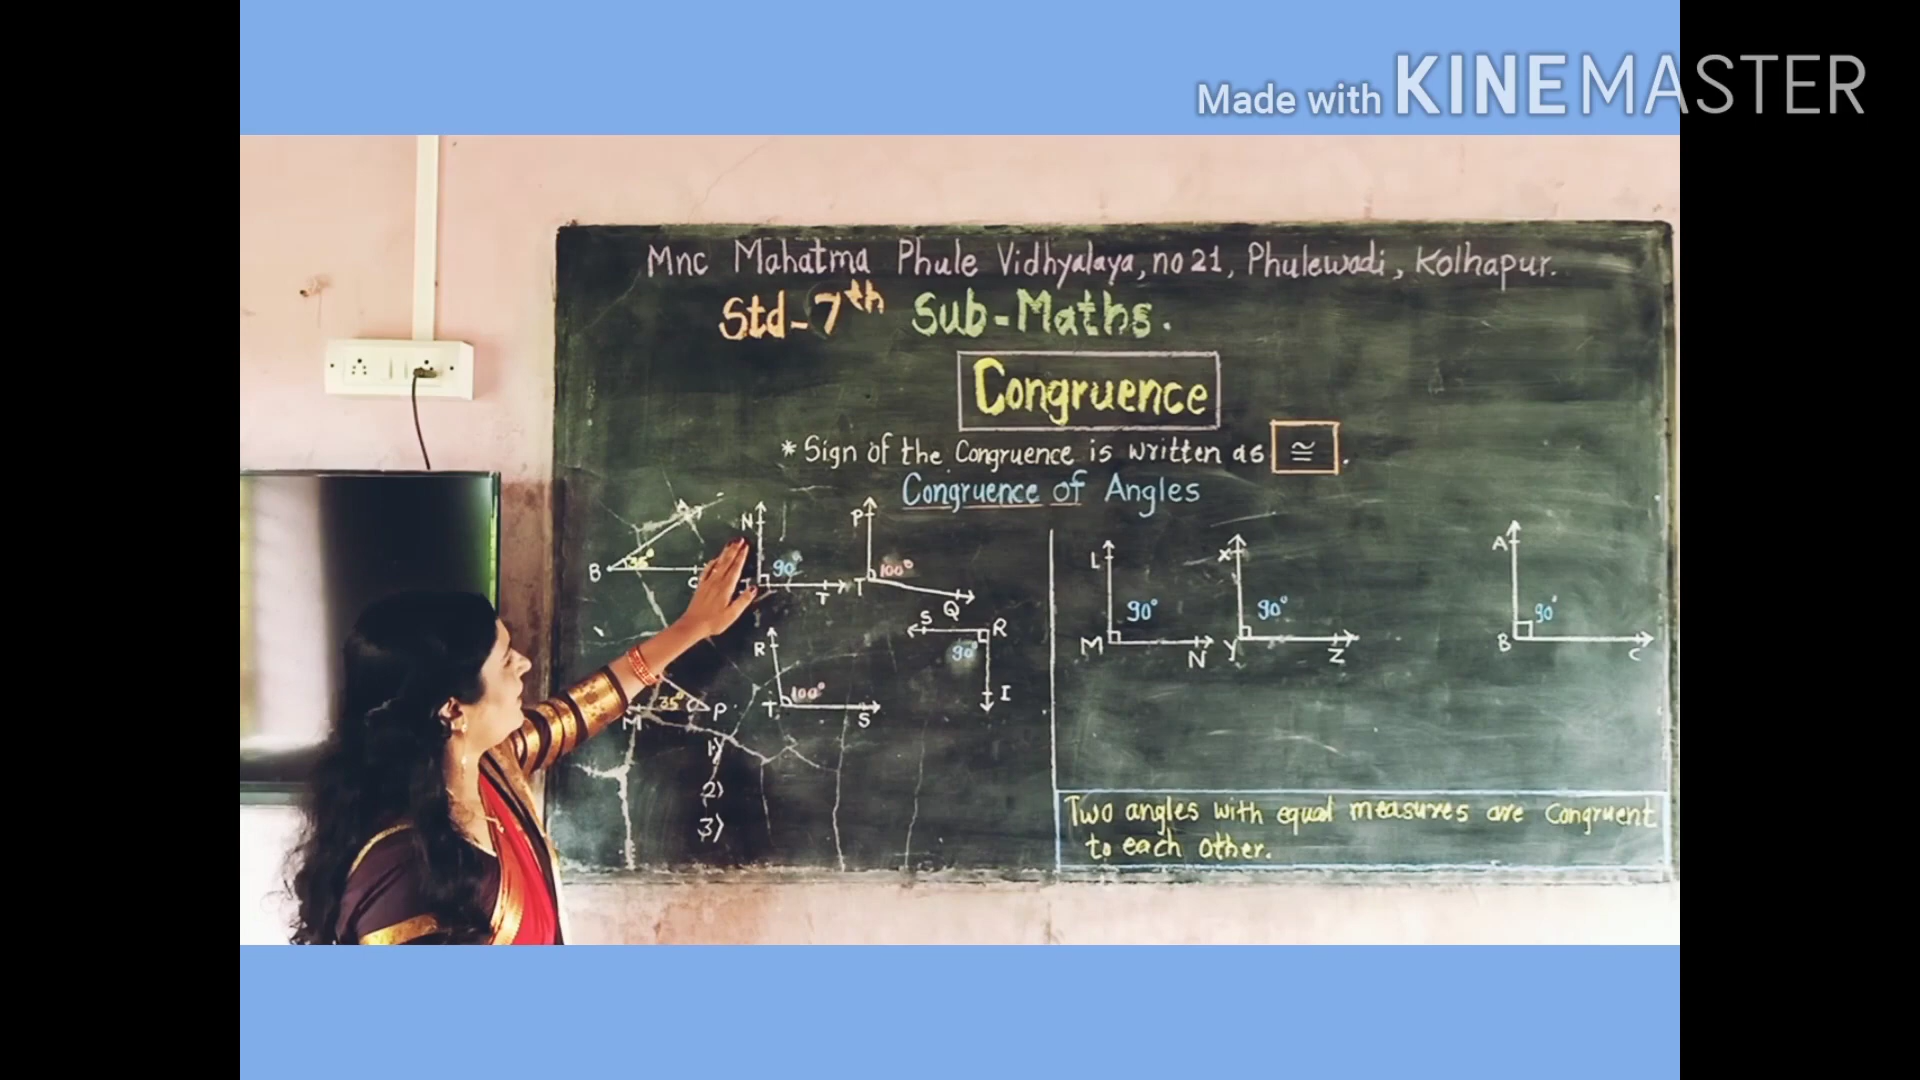 Made with KINEMASTER
Mnc Mahatma Phule Vidhyalaya, no 21, Phulewadi, Kolhapur.
Std-7th Sub-Maths.
Congruence
* Sign of the Congruence is written as ≅ .
Congruence of Angles
A
B 35° C
N
90°
T
P
T 100°
Q
S R
90°
I
R
T 100° S
M 35° P
1)
2)
3)
L
90°
M N
X
90°
Y Z
A
90°
B C
Two angles with equal measures are Congruent
to each other.